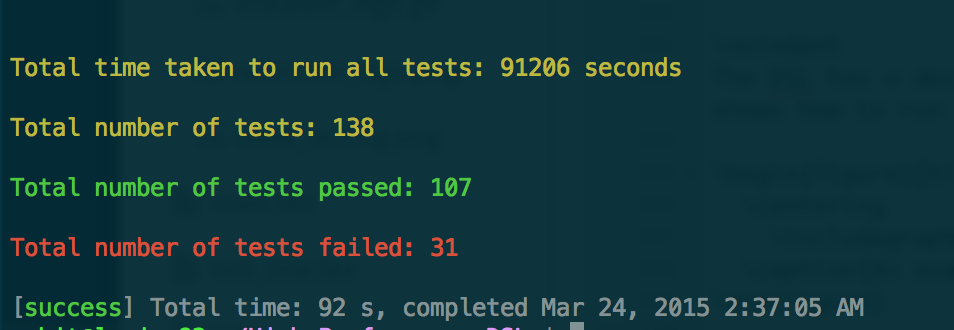 Total time taken to run all tests: 91206 seconds
Total number of tests: 138
Total number of tests passed: 107
Total number of tests failed: 31
[success] Total time: 92 s, completed Mar 24, 2015 2:37:05 AM